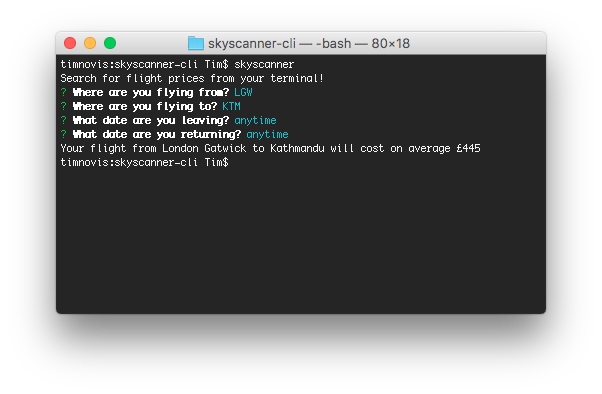 skyscanner-cli — -bash — 80×18
timnovis:skyscanner-cli Tim$ skyscanner
Search for flight prices from your terminal!
? Where are you flying from? LGW
? Where are you flying to? KTM
? What date are you leaving? anytime
? What date are you returning? anytime
Your flight from London Gatwick to Kathmandu will cost on average £445
timnovis:skyscanner-cli Tim$